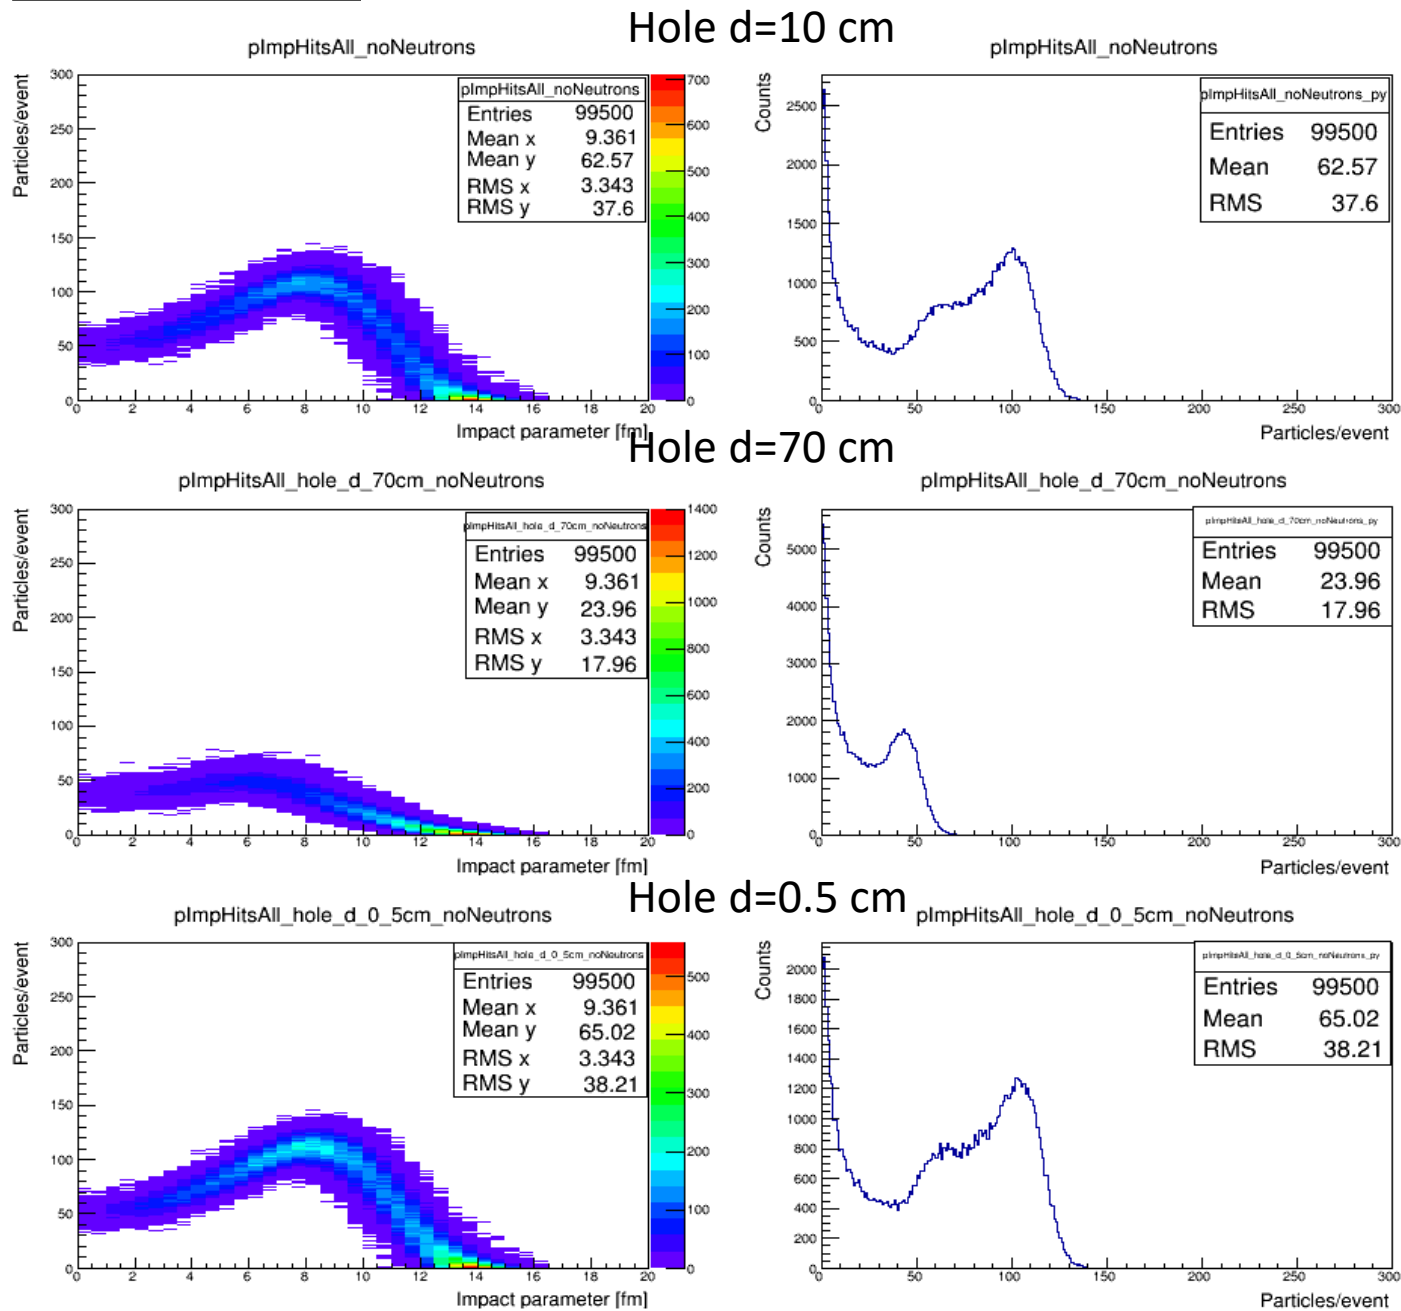 Hole d=10 cm
pImpHitsAll_noNeutrons
Particles/event
300
250
200
150
100
50
0
0 2 4 6 8 10 12 14 16 18 20
Impact parameter [fm]
pImpHitsAll_noNeutrons
Entries 99500
Mean x 9.361
Mean y 62.57
RMS x 3.343
RMS y 37.6
700
600
500
400
300
200
100
0
pImpHitsAll_noNeutrons
Counts
2500
2000
1500
1000
500
0
0 50 100 150 200 250 300
Particles/event
pImpHitsAll_noNeutrons_py
Entries 99500
Mean 62.57
RMS 37.6
Hole d=70 cm
pImpHitsAll_hole_d_70cm_noNeutrons
Particles/event
300
250
200
150
100
50
0
0 2 4 6 8 10 12 14 16 18 20
Impact parameter [fm]
pImpHitsAll_hole_d_70cm_noNeutrons
Entries 99500
Mean x 9.361
Mean y 23.96
RMS x 3.343
RMS y 17.96
1400
1200
1000
800
600
400
200
0
pImpHitsAll_hole_d_70cm_noNeutrons
Counts
5000
4000
3000
2000
1000
0
0 50 100 150 200 250 300
Particles/event
pImpHitsAll_hole_d_70cm_noNeutrons_py
Entries 99500
Mean 23.96
RMS 17.96
Hole d=0.5 cm
pImpHitsAll_hole_d_0_5cm_noNeutrons
Particles/event
300
250
200
150
100
50
0
0 2 4 6 8 10 12 14 16 18 20
Impact parameter [fm]
pImpHitsAll_hole_d_0_5cm_noNeutrons
Entries 99500
Mean x 9.361
Mean y 65.02
RMS x 3.343
RMS y 38.21
500
400
300
200
100
0
pImpHitsAll_hole_d_0_5cm_noNeutrons
Counts
2000
1800
1600
1400
1200
1000
800
600
400
200
0
0 50 100 150 200 250 300
Particles/event
pImpHitsAll_hole_d_0_5cm_noNeutrons_py
Entries 99500
Mean 65.02
RMS 38.21